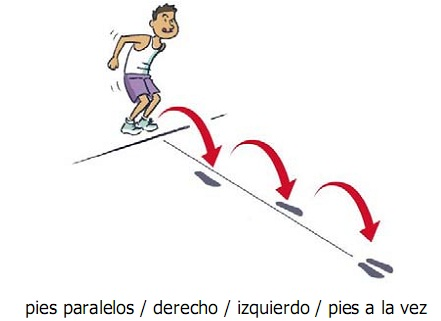 pies paralelos / derecho / izquierdo / pies a la vez